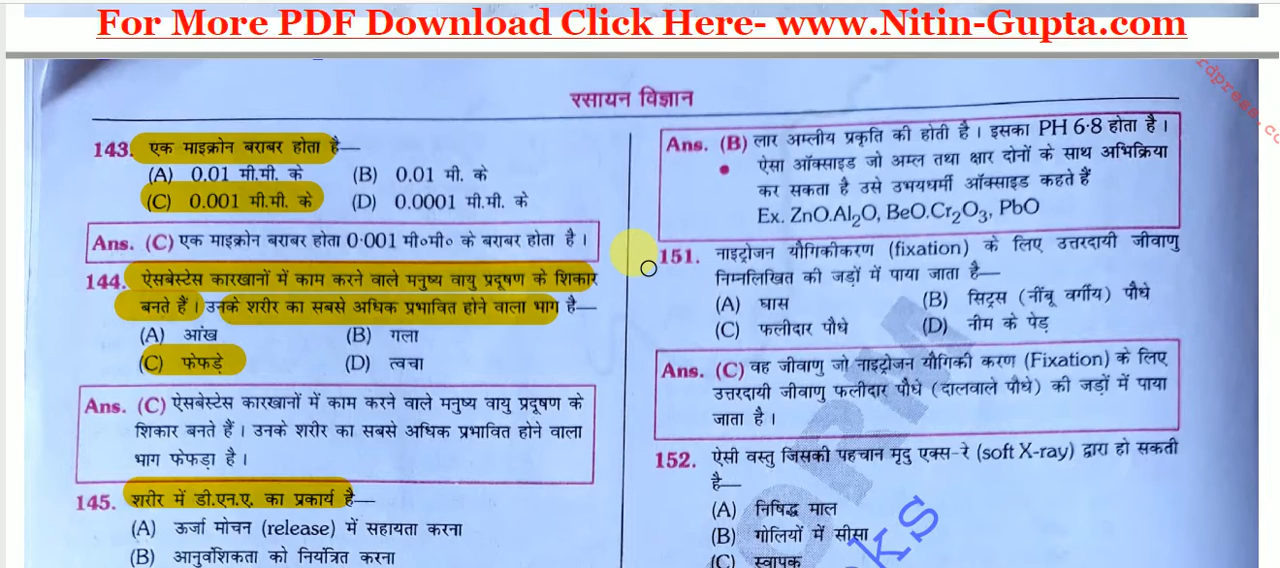 For More PDF Download Click Here- www.Nitin-Gupta.com
रसायन विज्ञान
143. एक माइक्रोन बराबर होता है—
(A) 0.01 मी.मी. के (B) 0.01 मी. के
(C) 0.001 मी.मी. के (D) 0.0001 मी.मी. के
Ans. (C) एक माइक्रोन बराबर होता 0·001 मी०मी० के बराबर होता है।
144. ऐसबेस्टेस कारखानों में काम करने वाले मनुष्य वायु प्रदूषण के शिकार
बनते हैं। उनके शरीर का सबसे अधिक प्रभावित होने वाला भाग है—
(A) आंख (B) गला
(C) फेफड़े (D) त्वचा
Ans. (C) ऐसबेस्टेस कारखानों में काम करने वाले मनुष्य वायु प्रदूषण के
शिकार बनते हैं। उनके शरीर का सबसे अधिक प्रभावित होने वाला
भाग फेफड़ा है।
145. शरीर में डी.एन.ए. का प्रकार्य है—
(A) ऊर्जा मोचन (release) में सहायता करना
(B) आनुवंशिकता को नियंत्रित करना
Ans. (B) लार अम्लीय प्रकृति की होती है। इसका PH 6·8 होता है।
• ऐसा ऑक्साइड जो अम्ल तथा क्षार दोनों के साथ अभिक्रिया
कर सकता है उसे उभयधर्मी ऑक्साइड कहते हैं
Ex. ZnO.Al₂O, BeO.Cr₂O₃, PbO
151. नाइट्रोजन यौगिकीकरण (fixation) के लिए उत्तरदायी जीवाणु
निम्नलिखित की जड़ों में पाया जाता है—
(A) घास (B) सिट्रस (नींबू वर्गीय) पौधे
(C) फलीदार पौधे (D) नीम के पेड़
Ans. (C) वह जीवाणु जो नाइट्रोजन यौगिकी करण (Fixation) के लिए
उत्तरदायी जीवाणु फलीदार पौधे (दालवाले पौधे) की जड़ों में पाया
जाता है।
152. ऐसी वस्तु जिसकी पहचान मृदु एक्स-रे (soft X-ray) द्वारा हो सकती
है—
(A) निषिद्ध माल
(B) गोलियों में सीसा
(C) स्वापक